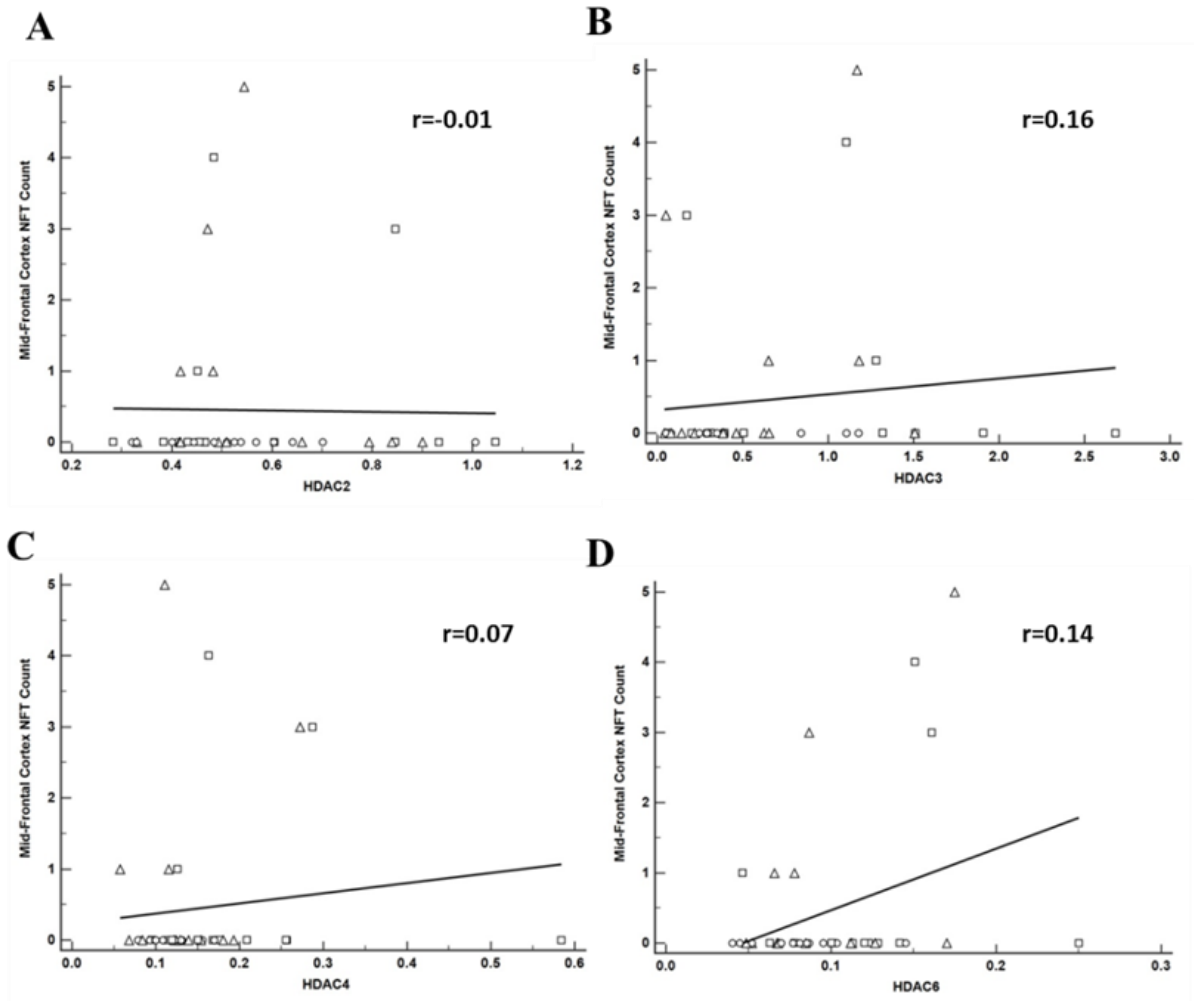 A
Mid-Frontal Cortex NFT Count
5
4
3
2
1
0
r=-0.01
0.2 0.4 0.6 0.8 1.0 1.2
HDAC2
B
Mid-Frontal Cortex NFT Count
5
4
3
2
1
0
r=0.16
0.0 0.5 1.0 1.5 2.0 2.5 3.0
HDAC3
C
Mid-Frontal Cortex NFT Count
5
4
3
2
1
0
r=0.07
0.0 0.1 0.2 0.3 0.4 0.5 0.6
HDAC4
D
Mid-Frontal Cortex NFT Count
5
4
3
2
1
0
r=0.14
0.0 0.1 0.2 0.3
HDAC6